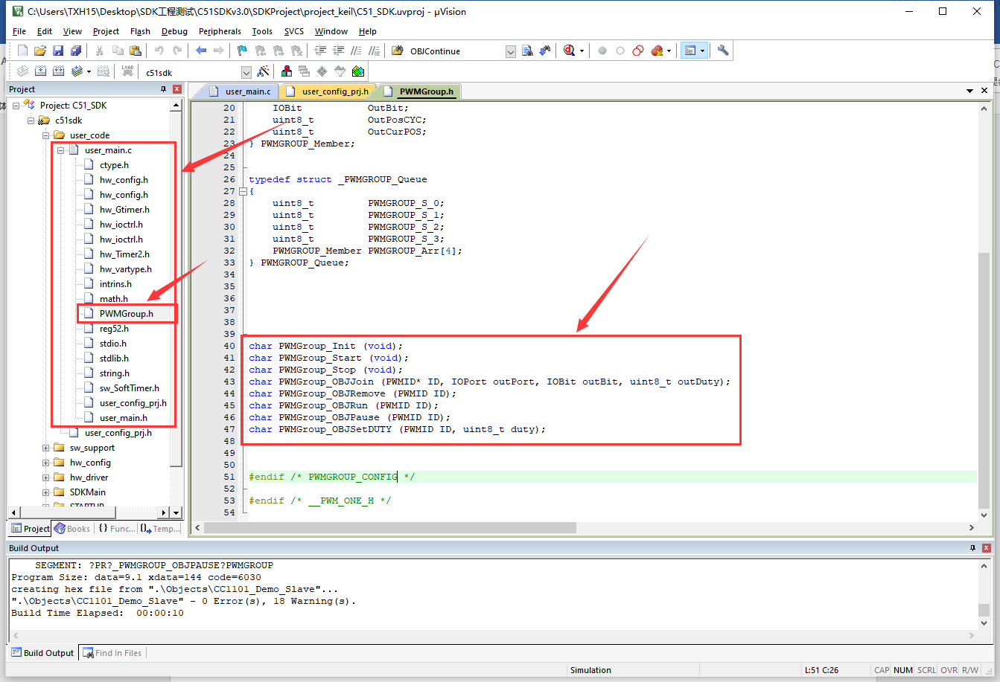 C:\Users\TXH15\Desktop\SDK工程测试\C51SDKv3.0\SDKProject\project_keil\C51_SDK.uvproj - µVision
File Edit View Project Flash Debug Peripherals Tools SVCS Window Help
OBJContinue
LOAD
c51sdk
Project
Project: C51_SDK
c51sdk
user_code
user_main.c
ctype.h
hw_config.h
hw_config.h
hw_Gtimer.h
hw_ioctrl.h
hw_ioctrl.h
hw_Timer2.h
hw_vartype.h
intrins.h
math.h
PWMGroup.h
reg52.h
stdio.h
stdlib.h
string.h
sw_SoftTimer.h
user_config_prj.h
user_main.h
user_config_prj.h
sw_support
hw_config
hw_driver
SDKMain
STARTUP
Project Books {} Func... {} Temp...
user_main.c user_config_prj.h PWMGroup.h
20 IOBit OutBit;
21 uint8_t OutPosCYC;
22 uint8_t OutCurPOS;
23 } PWMGROUP_Member;
24
25
26 typedef struct _PWMGROUP_Queue
27 {
28 uint8_t PWMGROUP_S_0;
29 uint8_t PWMGROUP_S_1;
30 uint8_t PWMGROUP_S_2;
31 uint8_t PWMGROUP_S_3;
32 PWMGROUP_Member PWMGROUP_Arr[4];
33 } PWMGROUP_Queue;
34
35
36
37
38
39
40 char PWMGroup_Init (void);
41 char PWMGroup_Start (void);
42 char PWMGroup_Stop (void);
43 char PWMGroup_OBJJoin (PWMID* ID, IOPort outPort, IOBit outBit, uint8_t outDuty);
44 char PWMGroup_OBJRemove (PWMID ID);
45 char PWMGroup_OBJRun (PWMID ID);
46 char PWMGroup_OBJPause (PWMID ID);
47 char PWMGroup_OBJSetDUTY (PWMID ID, uint8_t duty);
48
49
50
51 #endif /* PWMGROUP_CONFIG */
52
53 #endif /* __PWM_ONE_H */
54
Build Output
SEGMENT: ?PR?_PWMGROUP_OBJPAUSE?PWMGROUP
Program Size: data=9.1 xdata=144 code=6030
creating hex file from ".\Objects\CC1101_Demo_Slave"...
".\Objects\CC1101_Demo_Slave" - 0 Error(s), 18 Warning(s).
Build Time Elapsed:  00:00:10
Build Output Find In Files
Simulation L:51 C:26 CAP NUM SCRL OVR R/W